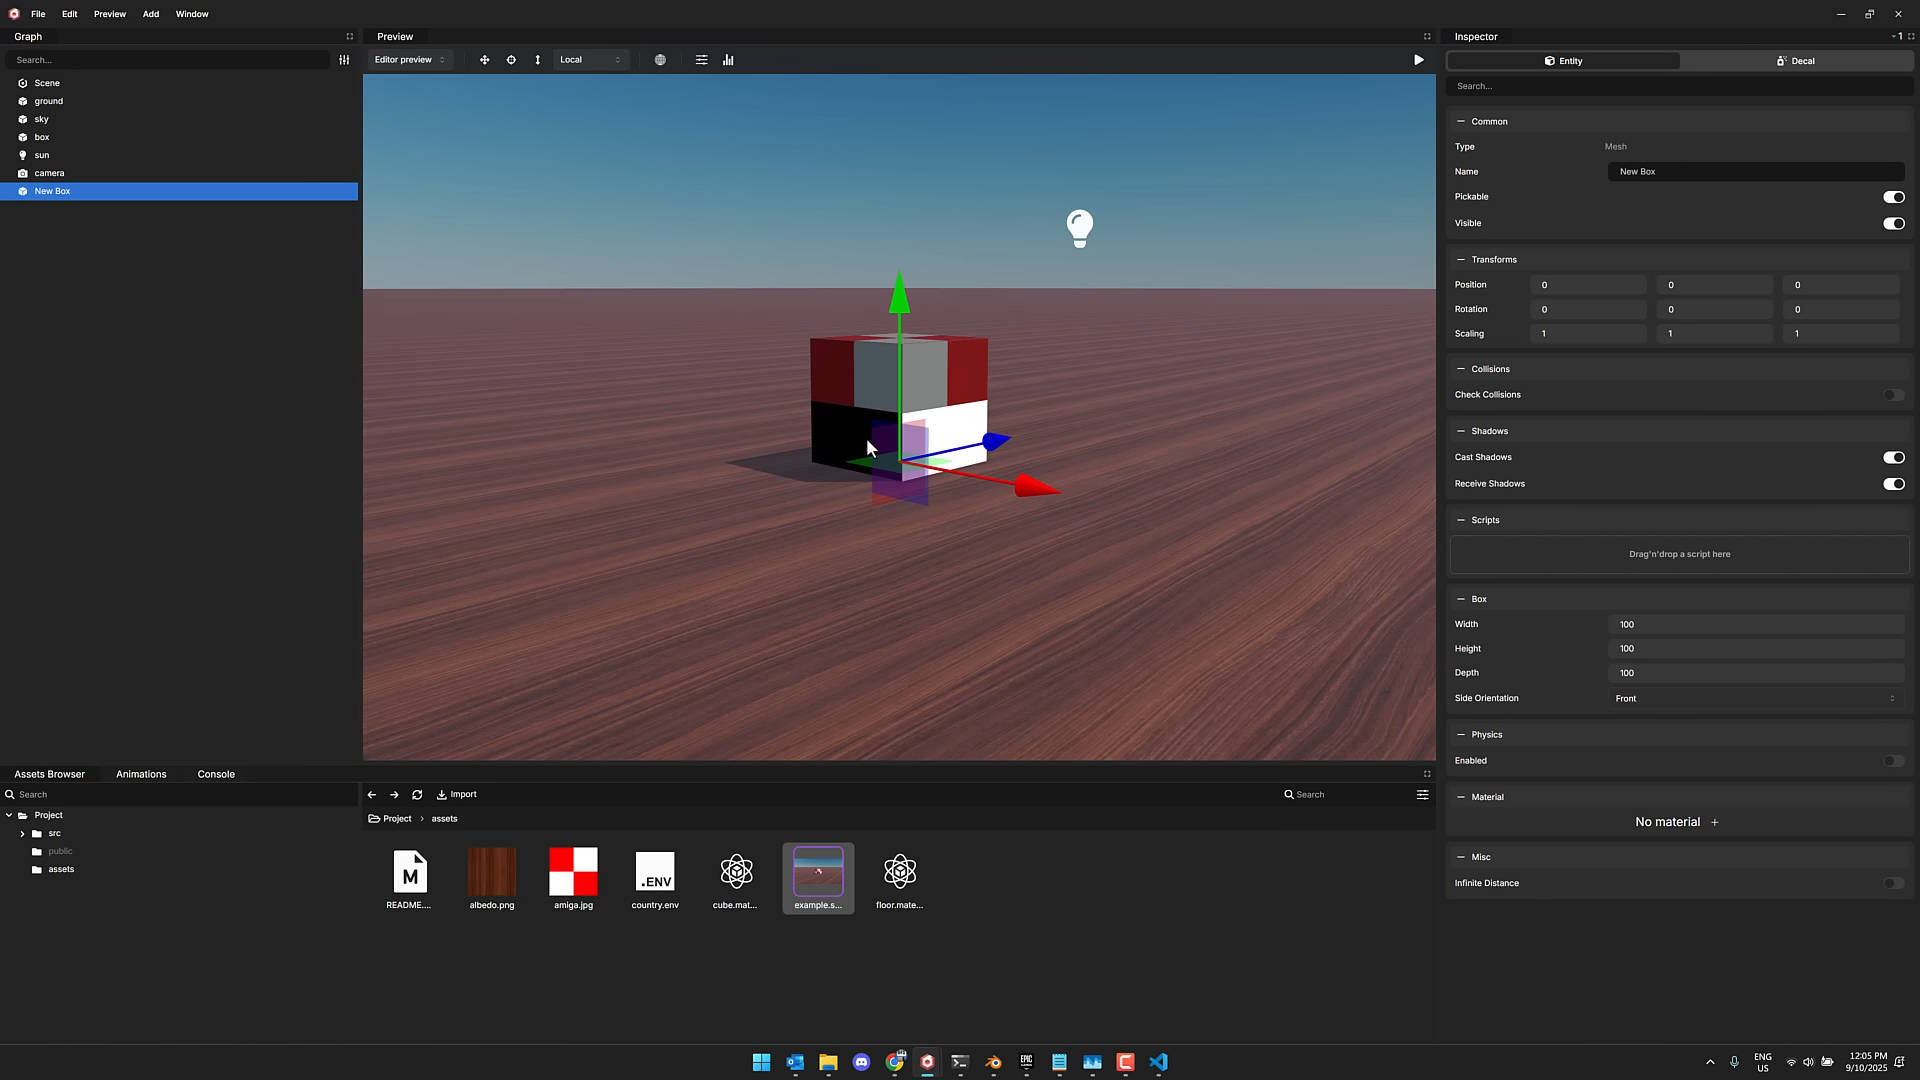 File Edit Preview Add Window
Graph
Search...
Scene
ground
sky
box
sun
camera
New Box
Preview
Editor preview
Local
Inspector
1
Entity
Decal
Search...
Common
Type Mesh
Name New Box
Pickable
Visible
Transforms
Position 0 0 0
Rotation 0 0 0
Scaling 1 1 1
Collisions
Check Collisions
Shadows
Cast Shadows
Receive Shadows
Scripts
Drag'n'drop a script here
Box
Width 100
Height 100
Depth 100
Side Orientation Front
Physics
Enabled
Material
No material +
Misc
Infinite Distance
Assets Browser Animations Console
Search
Project
src
public
assets
Import
Search
Project > assets
M
README....
albedo.png
amiga.jpg
.ENV
country.env
cube.mat...
example.s...
floor.mate...
EPIC
ENG
US
12:05 PM
9/10/2025